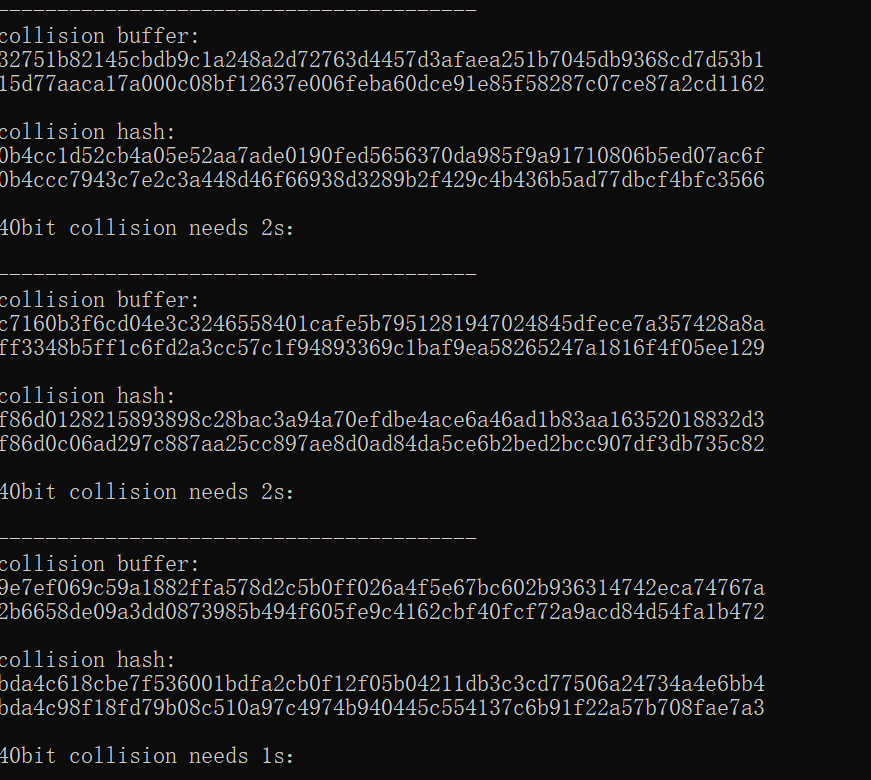 ----------------------------------------
collision buffer:
32751b82145cbdb9c1a248a2d72763d4457d3afaea251b7045db9368cd7d53b1
15d77aaca17a000c08bf12637e006feba60dce91e85f58287c07ce87a2cd1162
collision hash:
0b4cc1d52cb4a05e52aa7ade0190fed5656370da985f9a91710806b5ed07ac6f
0b4ccc7943c7e2c3a448d46f66938d3289b2f429c4b436b5ad77dbcf4bfc3566
40bit collision needs 2s:
----------------------------------------
collision buffer:
c7160b3f6cd04e3c3246558401cafe5b7951281947024845dfece7a357428a8a
ff3348b5ff1c6fd2a3cc57c1f94893369c1baf9ea58265247a1816f4f05ee129
collision hash:
f86d0128215893898c28bac3a94a70efdbe4ace6a46ad1b83aa16352018832d3
f86d0c06ad297c887aa25cc897ae8d0ad84da5ce6b2bed2bcc907df3db735c82
40bit collision needs 2s:
----------------------------------------
collision buffer:
9e7ef069c59a1882ffa578d2c5b0ff026a4f5e67bc602b936314742eca74767a
2b6658de09a3dd0873985b494f605fe9c4162cbf40fcf72a9acd84d54fa1b472
collision hash:
bda4c618cbe7f536001bdfa2cb0f12f05b04211db3c3cd77506a24734a4e6bb4
bda4c98f18fd79b08c510a97c4974b940445c554137c6b91f22a57b708fae7a3
40bit collision needs 1s: